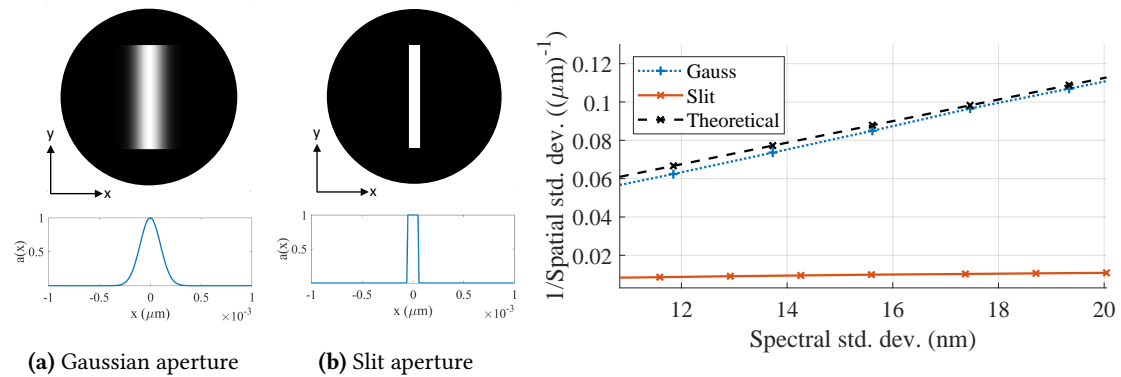 y
x
1
0.5
a(x)
-1
-0.5
0
0.5
1
x (μm)
×10⁻³
(a) Gaussian aperture
y
x
1
0.5
a(x)
-1
-0.5
0
0.5
1
x (μm)
×10⁻³
(b) Slit aperture
1/Spatial std. dev. ((μm)⁻¹)
0.12
0.1
0.08
0.06
0.04
0.02
Gauss
Slit
Theoretical
12
14
16
18
20
Spectral std. dev. (nm)